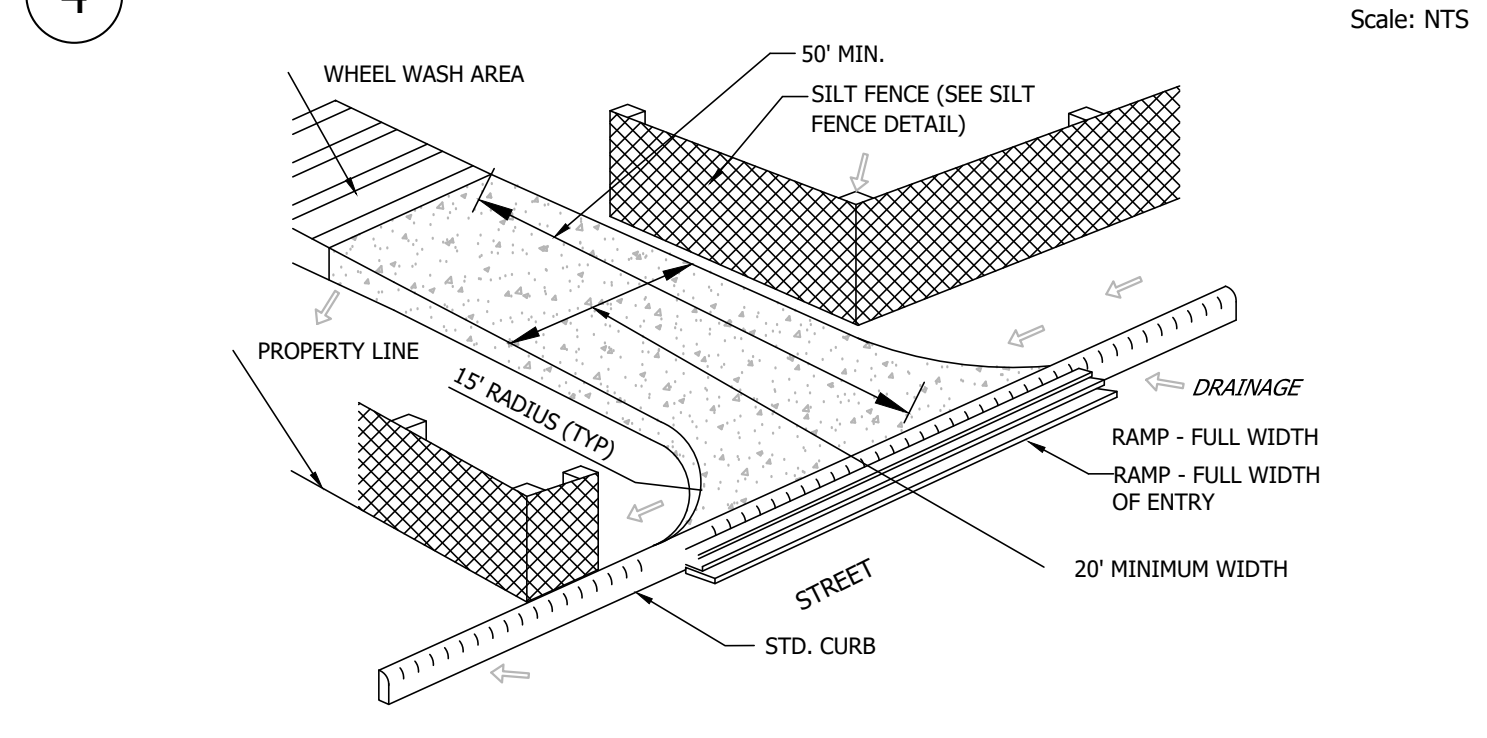 4
Scale: NTS
50' MIN.
WHEEL WASH AREA
SILT FENCE (SEE SILT
FENCE DETAIL)
PROPERTY LINE
15' RADIUS (TYP)
DRAINAGE
RAMP - FULL WIDTH
RAMP - FULL WIDTH
OF ENTRY
20' MINIMUM WIDTH
STREET
STD. CURB